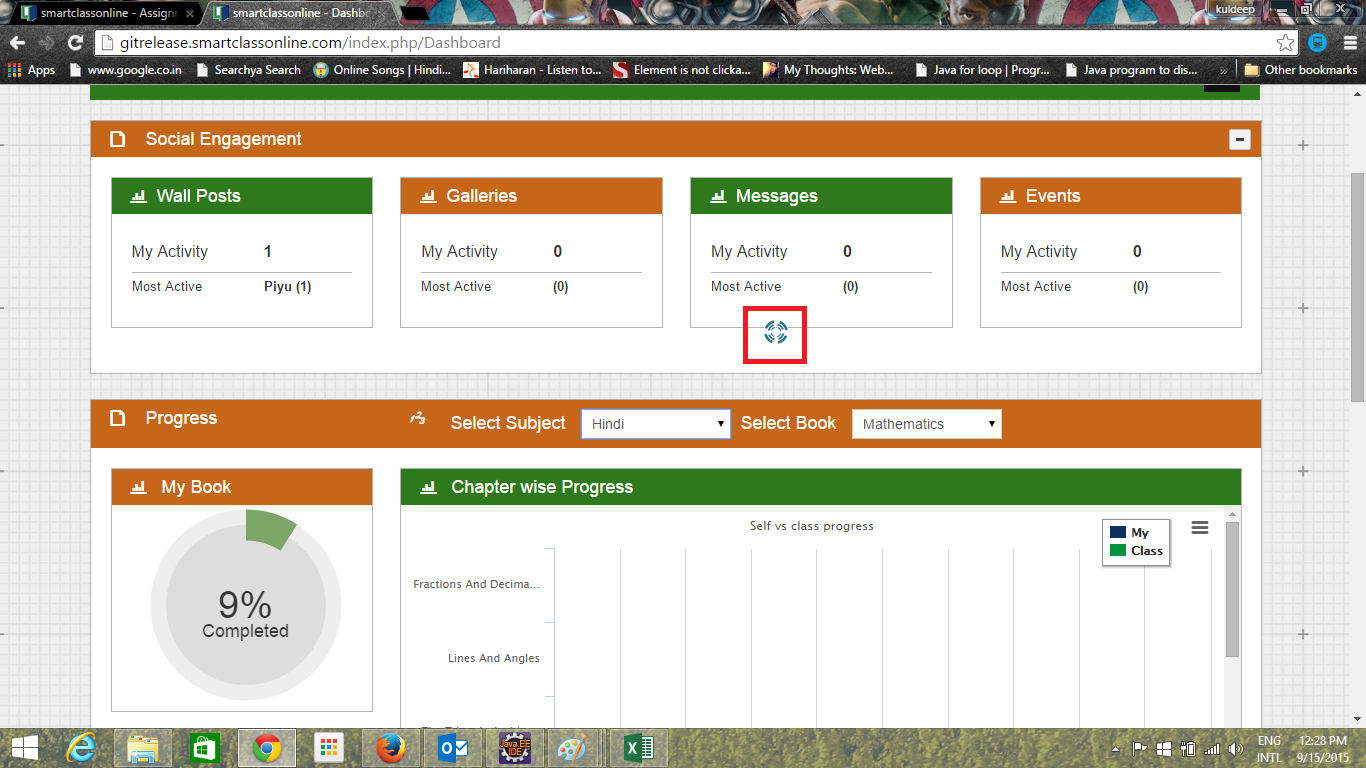 smartclassonline - Assignm
smartclassonline - Dashb
kuldeep
gitrelease.smartclassonline.com/index.php/Dashboard
Apps
www.google.co.in
Searchya Search
Online Songs | Hindi...
Hariharan - Listen to...
Element is not clicka...
My Thoughts: Web...
Java for loop | Progr...
Java program to dis...
»
Other bookmarks
Social Engagement
Wall Posts
Galleries
Messages
Events
My Activity 1
My Activity 0
My Activity 0
My Activity 0
Most Active Piyu (1)
Most Active (0)
Most Active (0)
Most Active (0)
Progress
Select Subject
Hindi
Select Book
Mathematics
My Book
Chapter wise Progress
9%
Completed
Self vs class progress
My
Class
Fractions And Decima...
Lines And Angles
Java EE
IDE
ENG
INTL
12:28 PM
9/15/2015